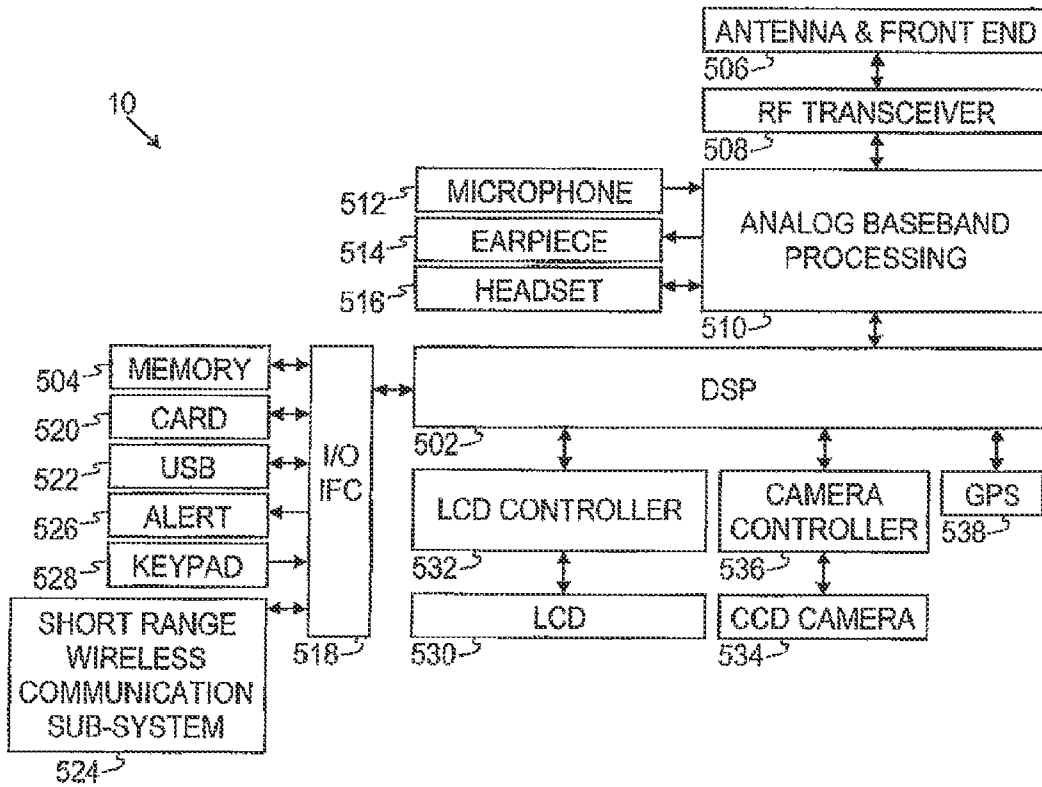 ANTENNA & FRONT END
506
10
RF TRANSCEIVER
508
512
MICROPHONE
514
EARPIECE
516
HEADSET
ANALOG BASEBAND
PROCESSING
510
504
MEMORY
520
CARD
522
USB
526
ALERT
528
KEYPAD
SHORT RANGE
WIRELESS
COMMUNICATION
SUB-SYSTEM
524
I/O
IFC
518
DSP
502
LCD CONTROLLER
532
LCD
530
CAMERA
CONTROLLER
536
CCD CAMERA
534
GPS
538